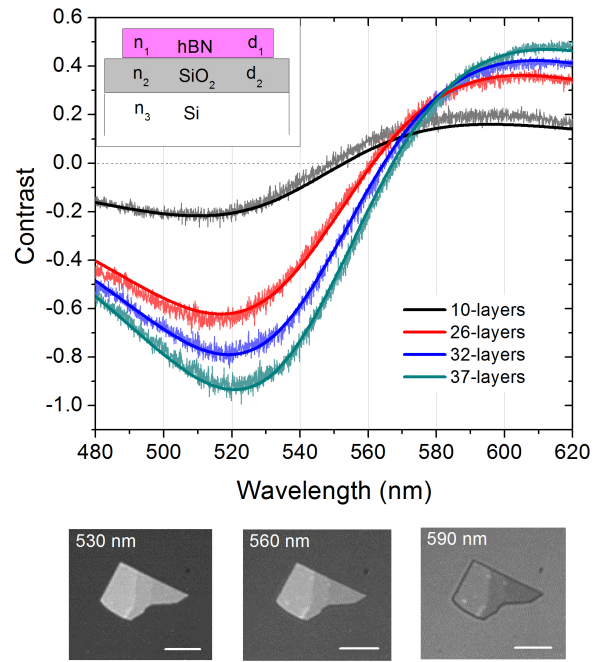 0.6
0.4
0.2
0.0
-0.2
-0.4
-0.6
-0.8
-1.0
Contrast
n1 hBN d1
n2 SiO2 d2
n3 Si
10-layers
26-layers
32-layers
37-layers
480 500 520 540 560 580 600 620
Wavelength (nm)
530 nm 560 nm 590 nm